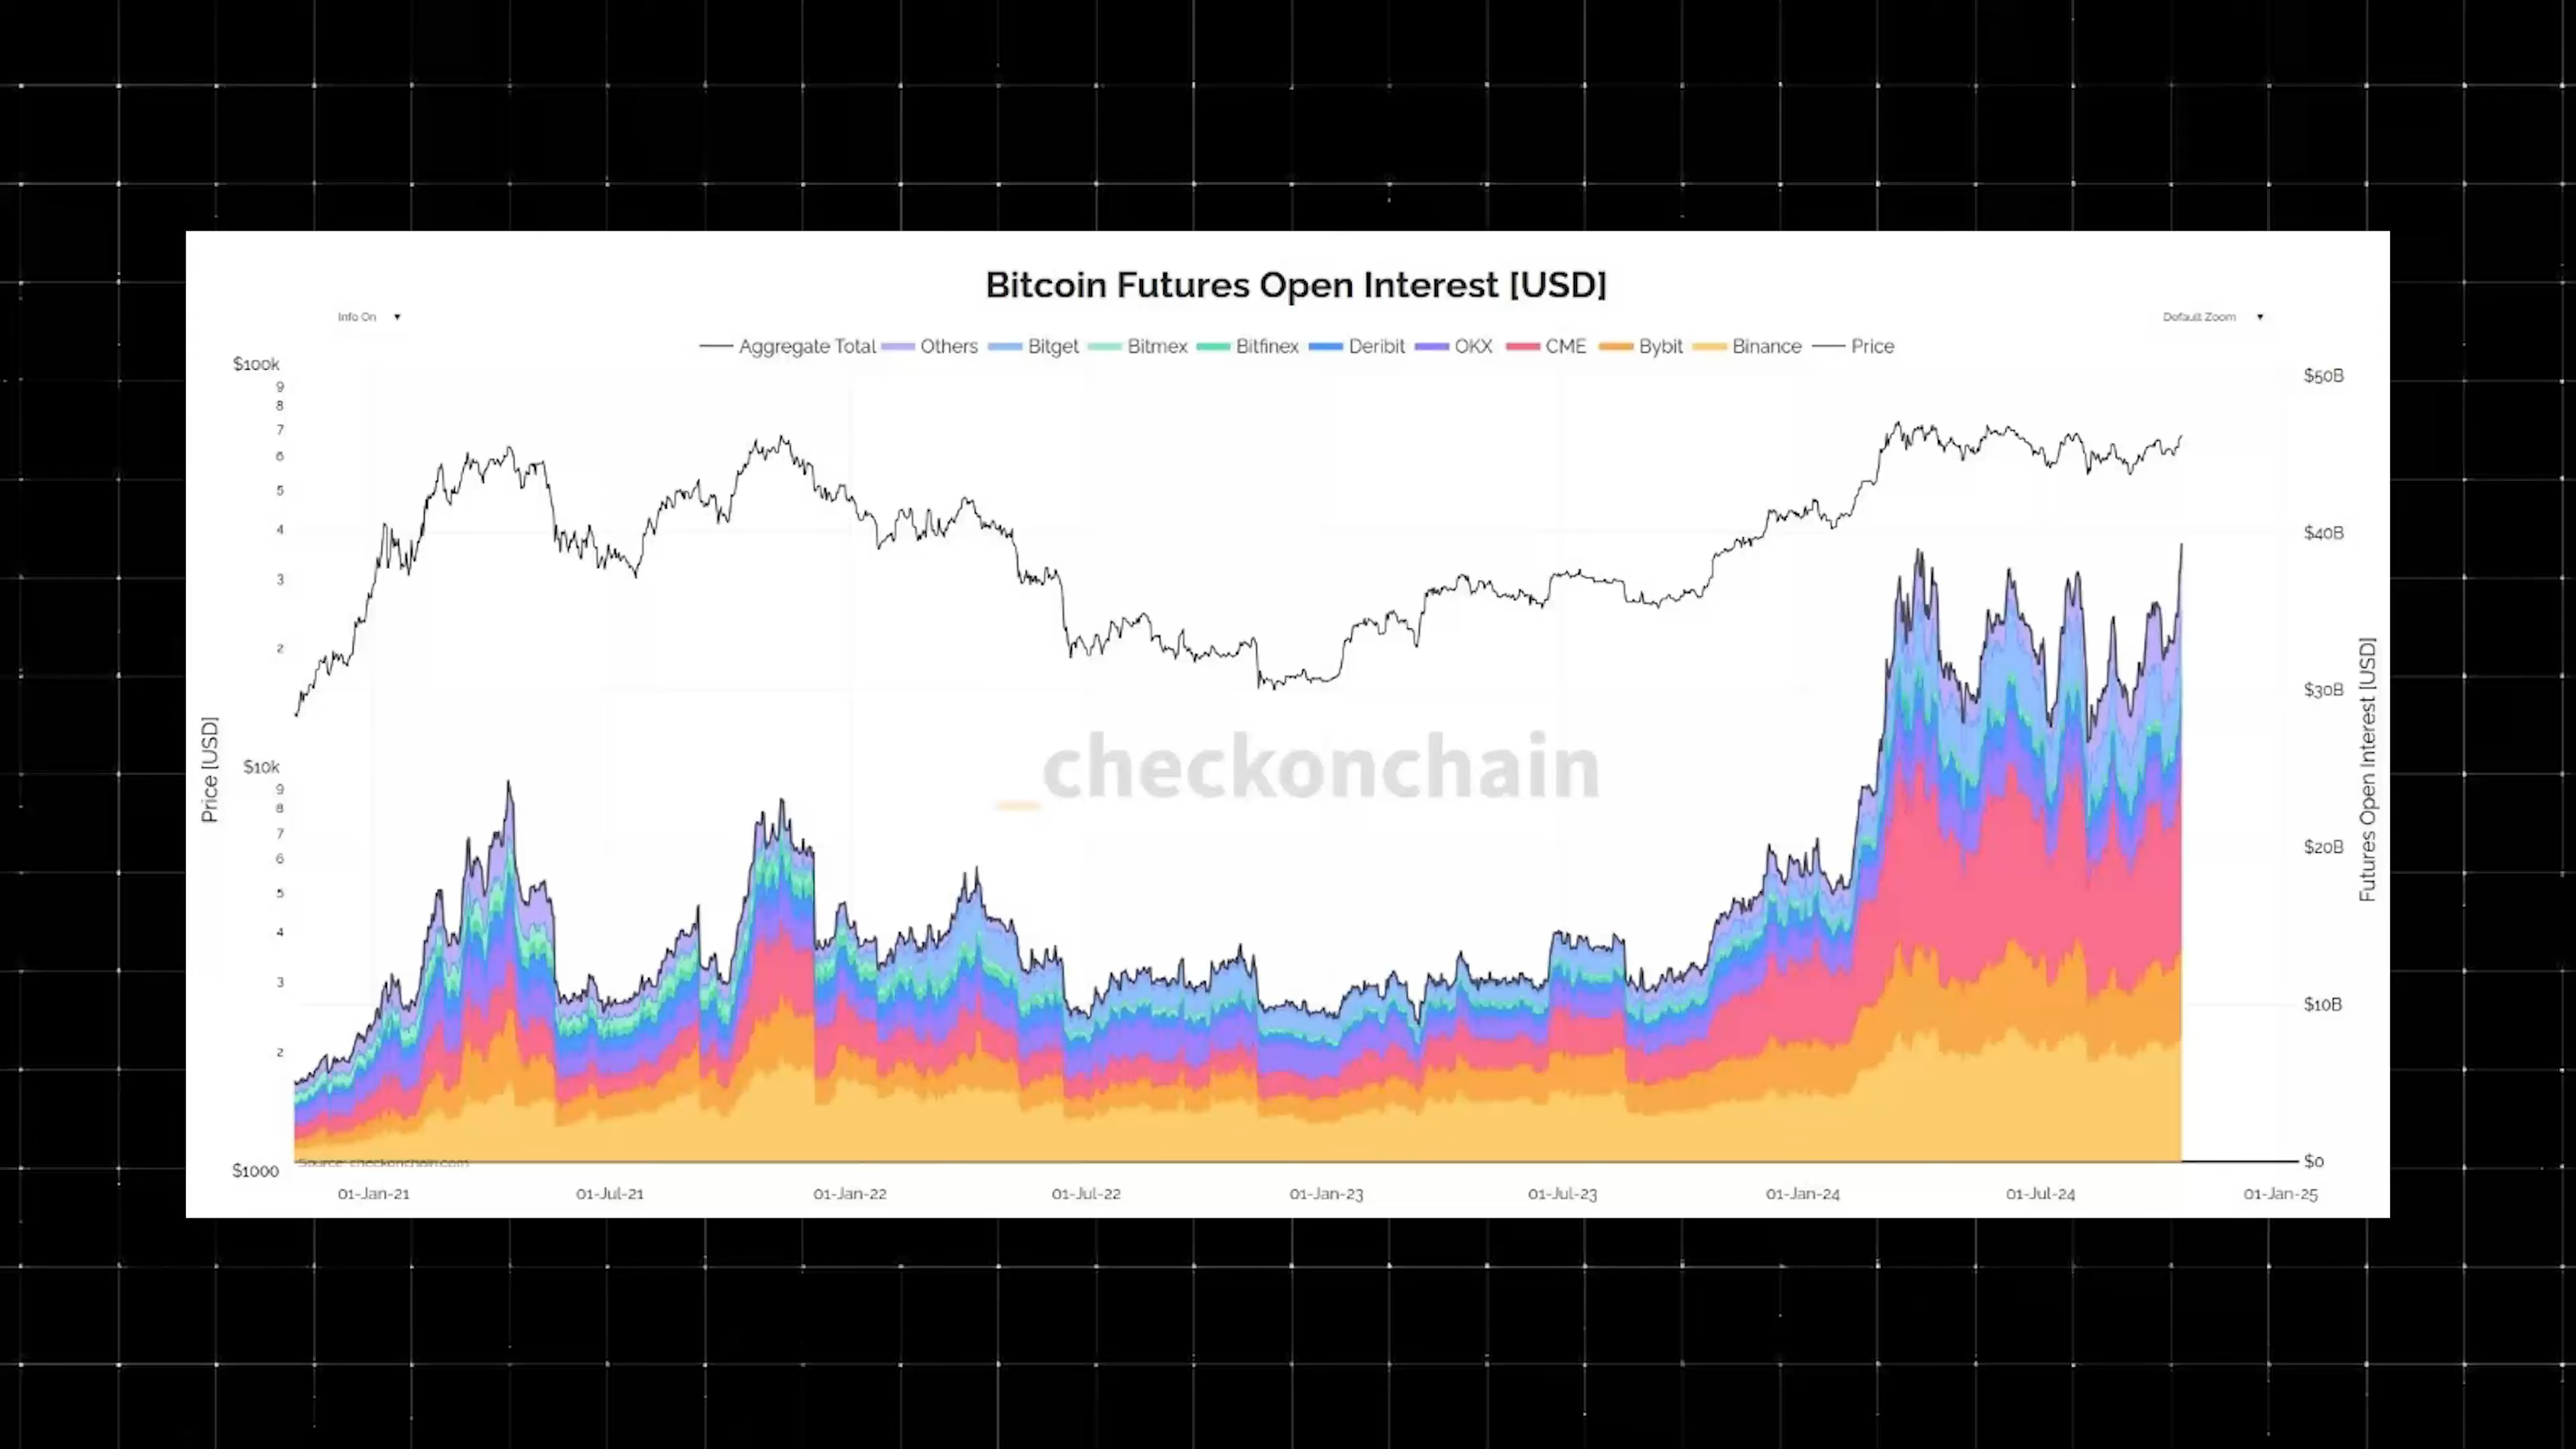 Bitcoin Futures Open Interest [USD]
Info On ▼
Default Zoom ▼
Aggregate Total Others Bitget Bitmex Bitfinex Deribit OKX CME Bybit Binance Price
$100k
9
8
7
6
5
4
3
2
$10k
9
8
7
6
5
4
3
2
$1000
Price [USD]
_checkonchain
$50B
$40B
$30B
$20B
$10B
$0
Futures Open Interest [USD]
Source: checkonchain.com
01-Jan-21 01-Jul-21 01-Jan-22 01-Jul-22 01-Jan-23 01-Jul-23 01-Jan-24 01-Jul-24 01-Jan-25